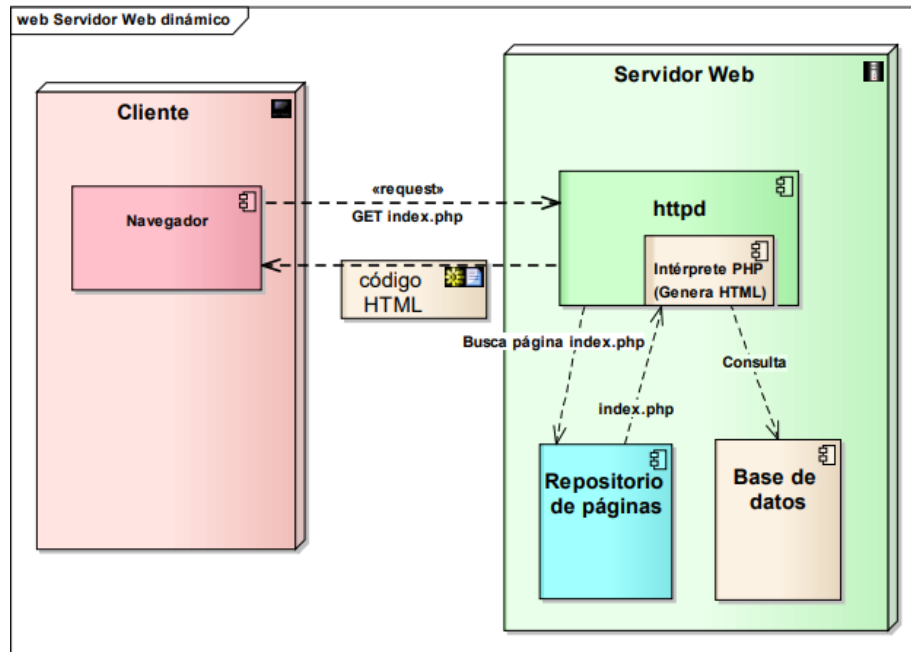 web Servidor Web dinámico
Cliente
Navegador
«request»
GET index.php
código
HTML
Servidor Web
httpd
Intérprete PHP
(Genera HTML)
Busca página index.php
index.php
Consulta
Repositorio
de páginas
Base de
datos